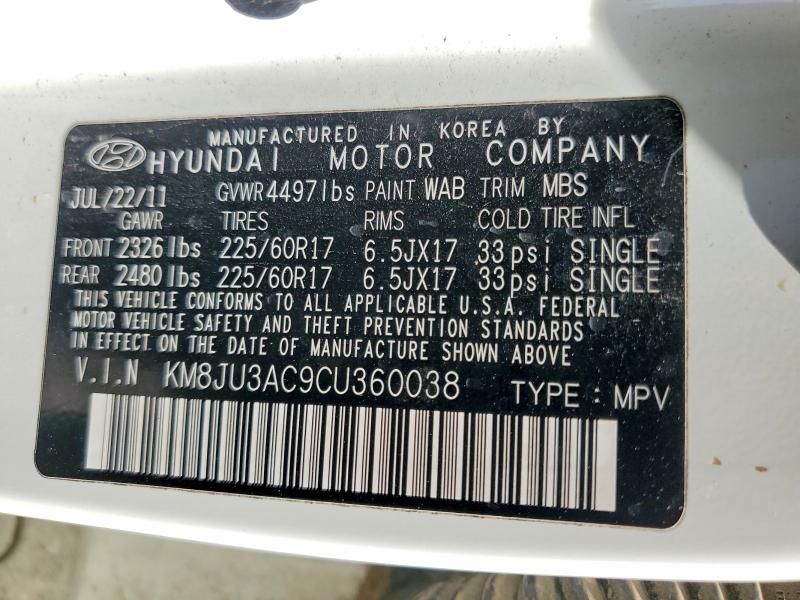 MANUFACTURED IN KOREA BY
HYUNDAI MOTOR COMPANY
JUL/22/11 GVWR 4497lbs PAINT WAB TRIM MBS
GAWR TIRES RIMS COLD TIRE INFL
FRONT 2326lbs 225/60R17 6.5JX17 33psi SINGLE
REAR 2480lbs 225/60R17 6.5JX17 33psi SINGLE
THIS VEHICLE CONFORMS TO ALL APPLICABLE U.S.A. FEDERAL
MOTOR VEHICLE SAFETY AND THEFT PREVENTION STANDARDS
IN EFFECT ON THE DATE OF MANUFACTURE SHOWN ABOVE
V.I.N KM8JU3AC9CU360038 TYPE : MPV